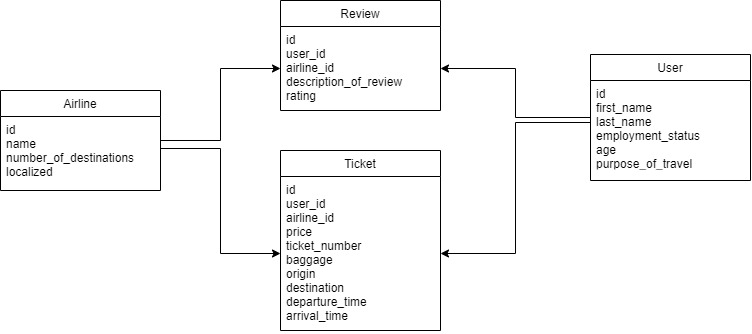 Review
id
user_id
airline_id
description_of_review
rating
Airline
id
name
number_of_destinations
localized
Ticket
id
user_id
airline_id
price
ticket_number
baggage
origin
destination
departure_time
arrival_time
User
id
first_name
last_name
employment_status
age
purpose_of_travel